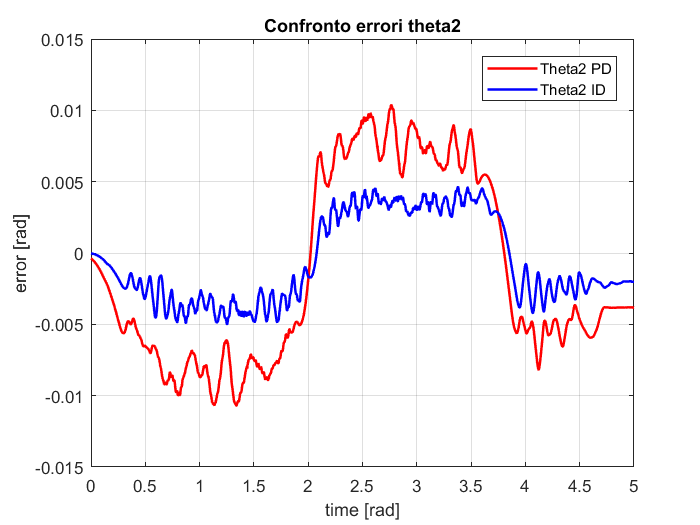 Confronto errori theta2
Theta2 PD
Theta2 ID
0.015
0.01
0.005
0
-0.005
-0.01
-0.015
error [rad]
0 0.5 1 1.5 2 2.5 3 3.5 4 4.5 5
time [rad]